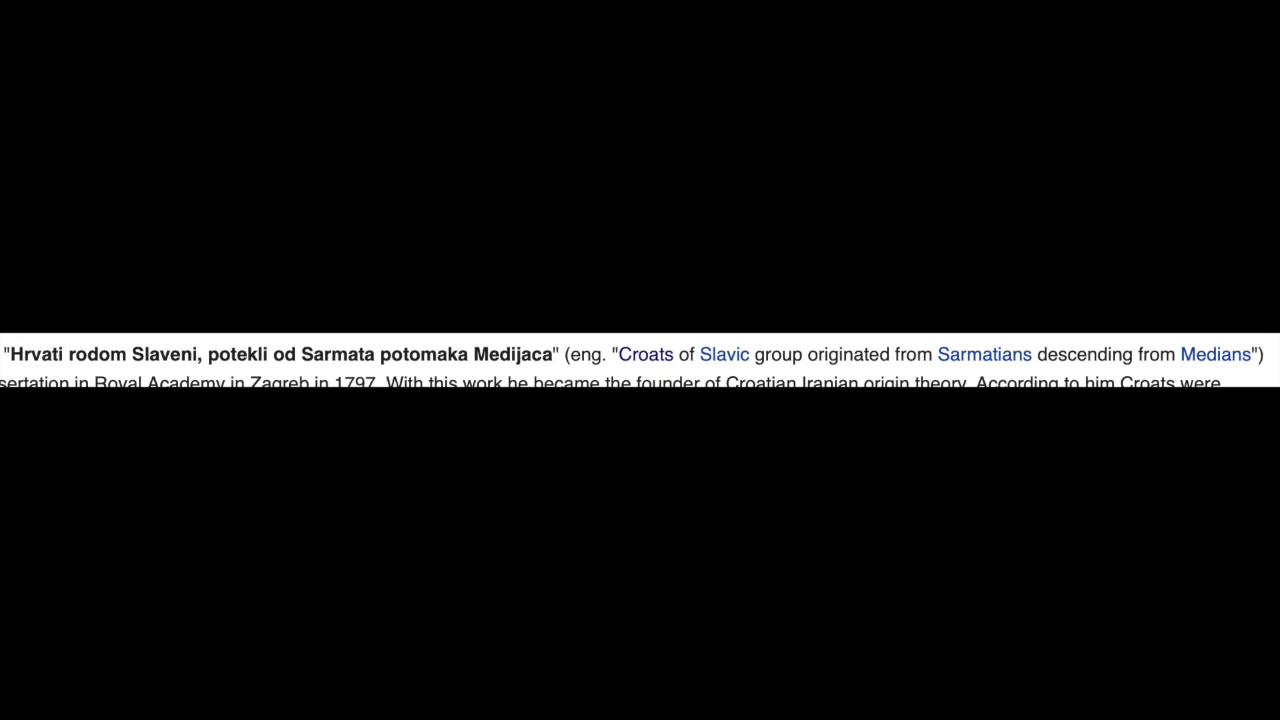 "Hrvati rodom Slaveni, potekli od Sarmata potomaka Medijaca" (eng. "Croats of Slavic group originated from Sarmatians descending from Medians")
sertation in Royal Academy in Zagreb in 1797. With this work he became the founder of Croatian Iranian origin theory. According to him Croats were